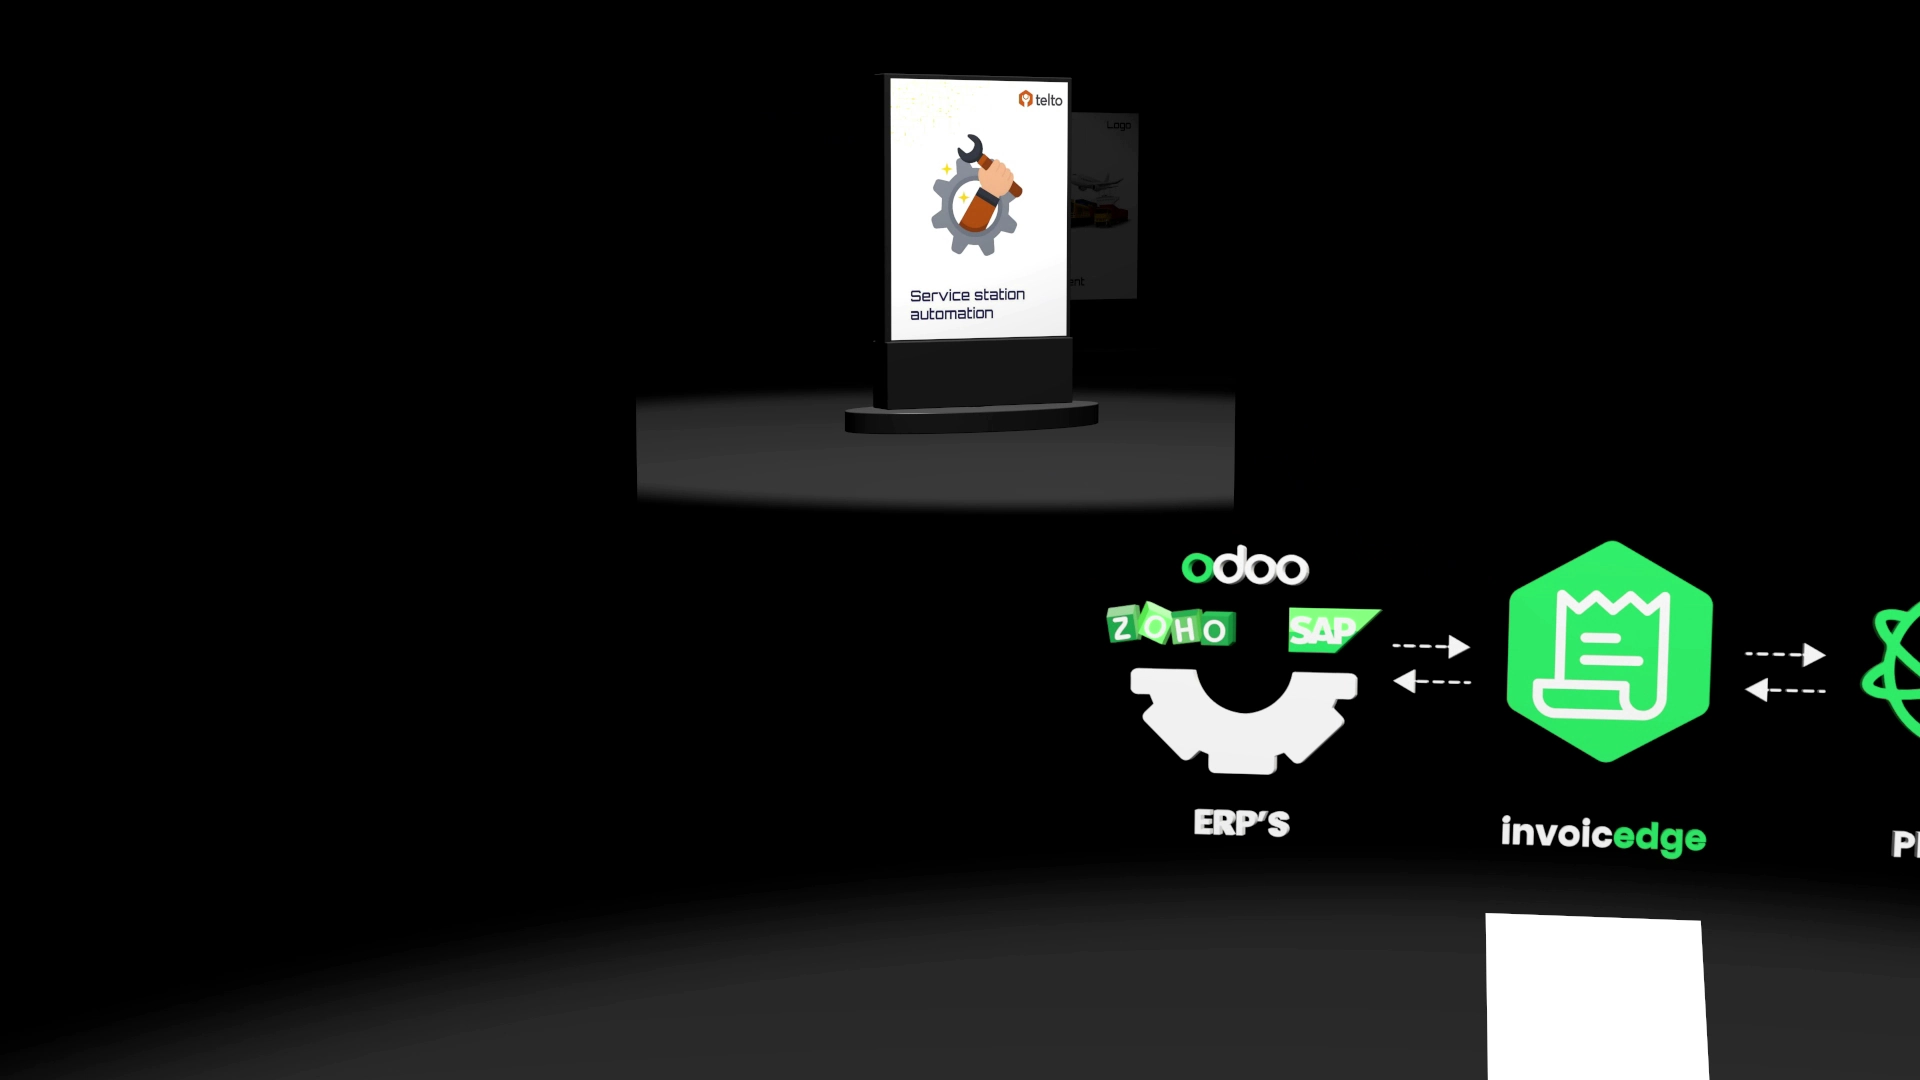 telto
Logo
Service station
automation
odoo
ZOHO
SAP
ERP'S
invoicedge